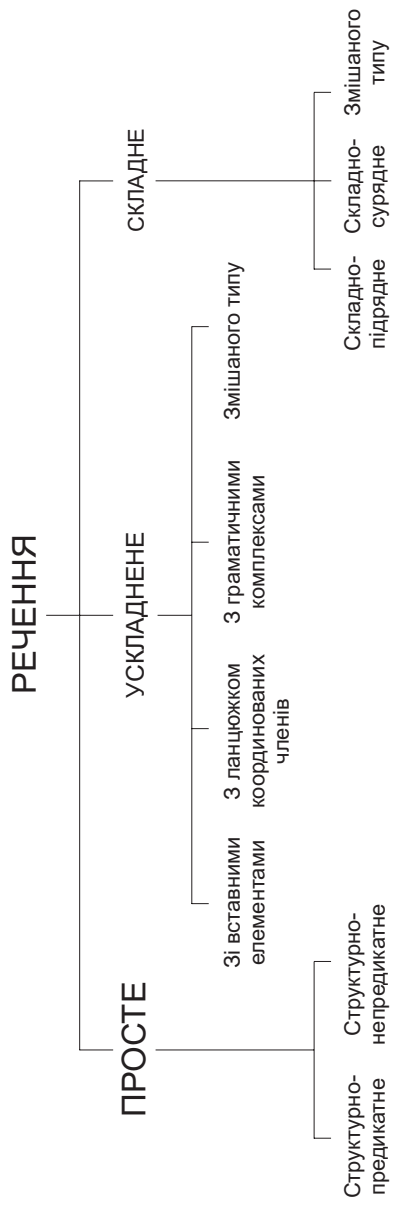 РЕЧЕННЯ
ПРОСТЕ
УСКЛАДНЕНЕ
СКЛАДНЕ
Структурно-
предикатне
Структурно-
непредикатне
Зі вставними
елементами
З ланцюжком
координованих
членів
З граматичними
комплексами
Змішаного типу
Складно-
підрядне
Складно-
сурядне
Змішаного
типу